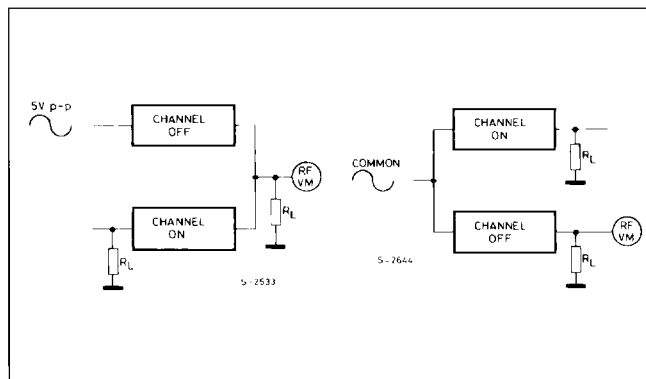 5V p-p
CHANNEL
OFF
RF
VM
RL
CHANNEL
ON
RL
S-2533
COMMON
CHANNEL
ON
RL
CHANNEL
OFF
RF
VM
RL
S-2644